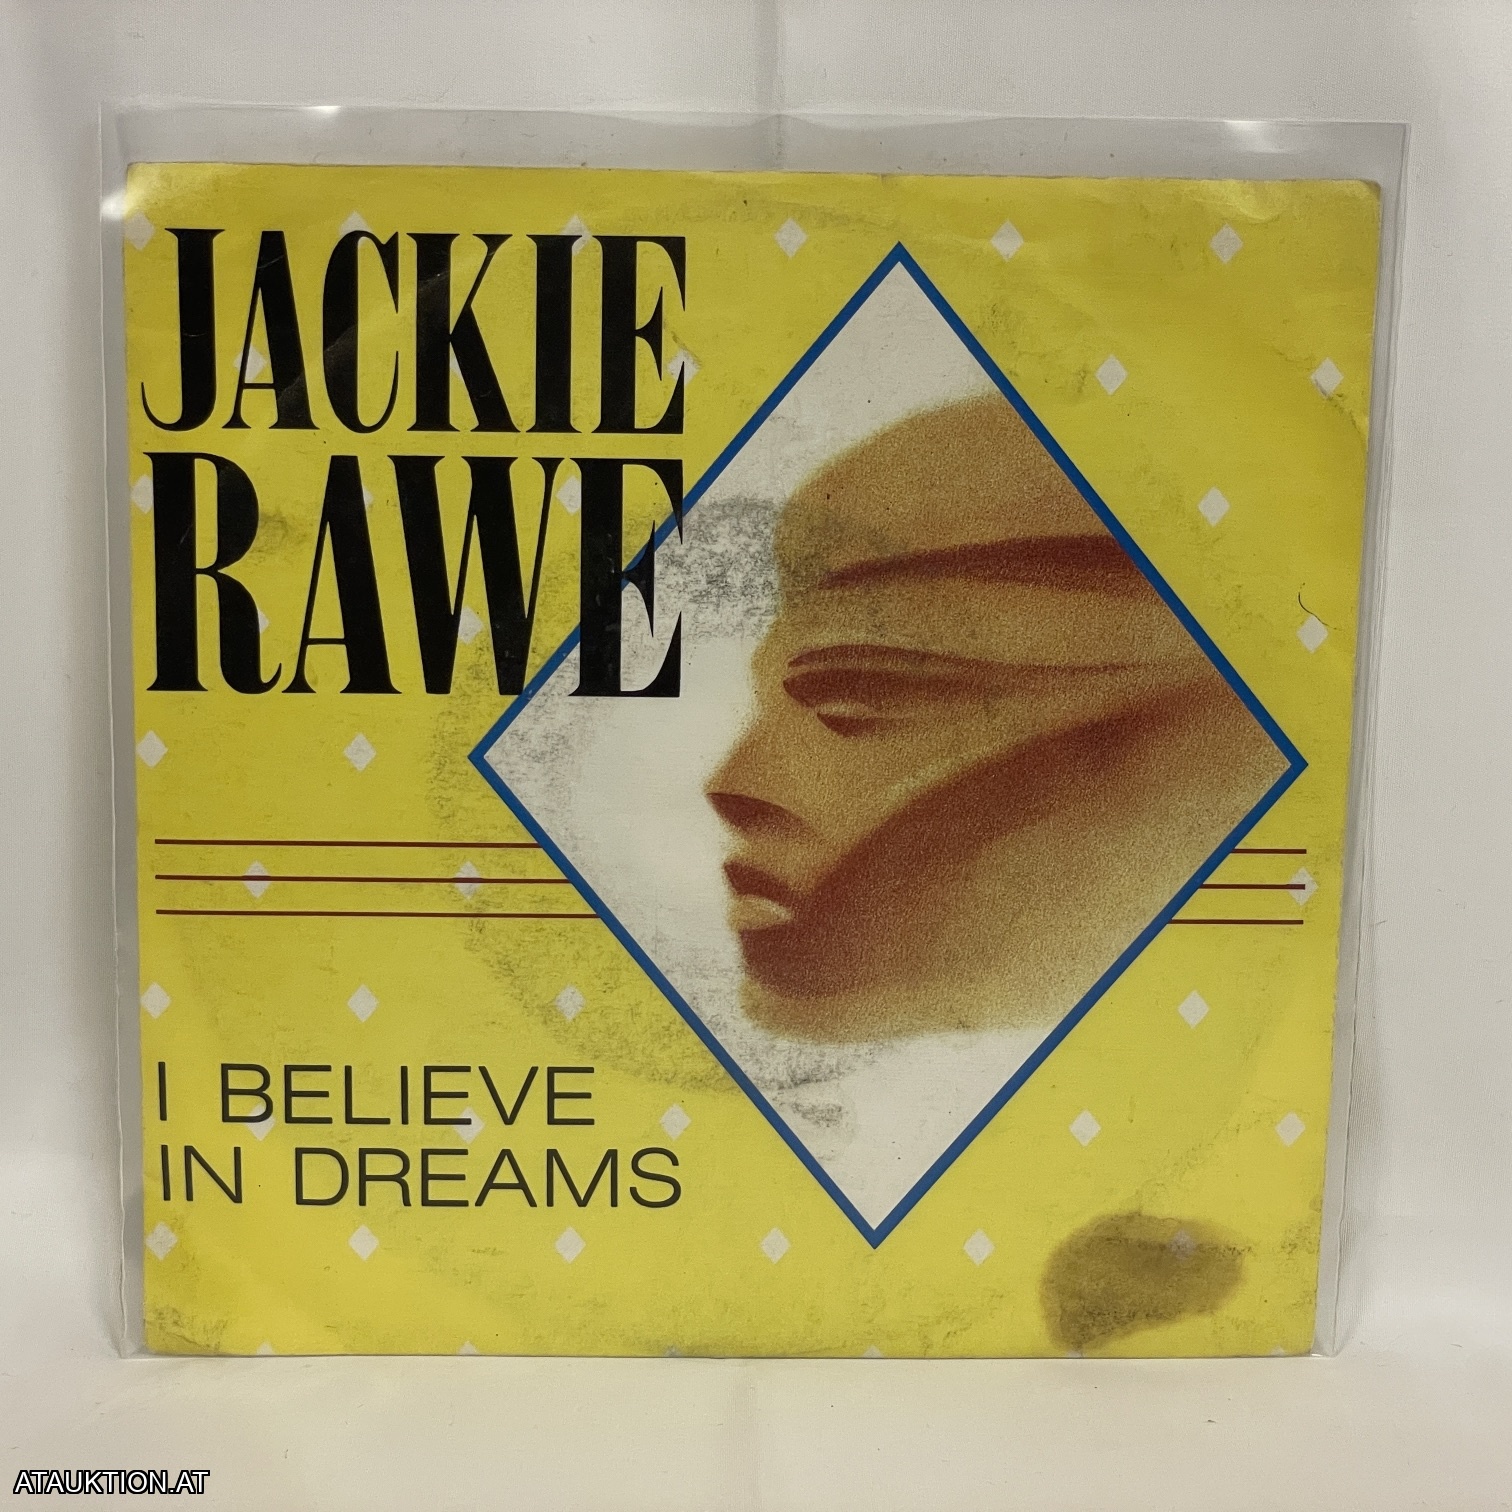 JACKIE
RAWE
I BELIEVE
IN DREAMS
ATAUKTION.AT